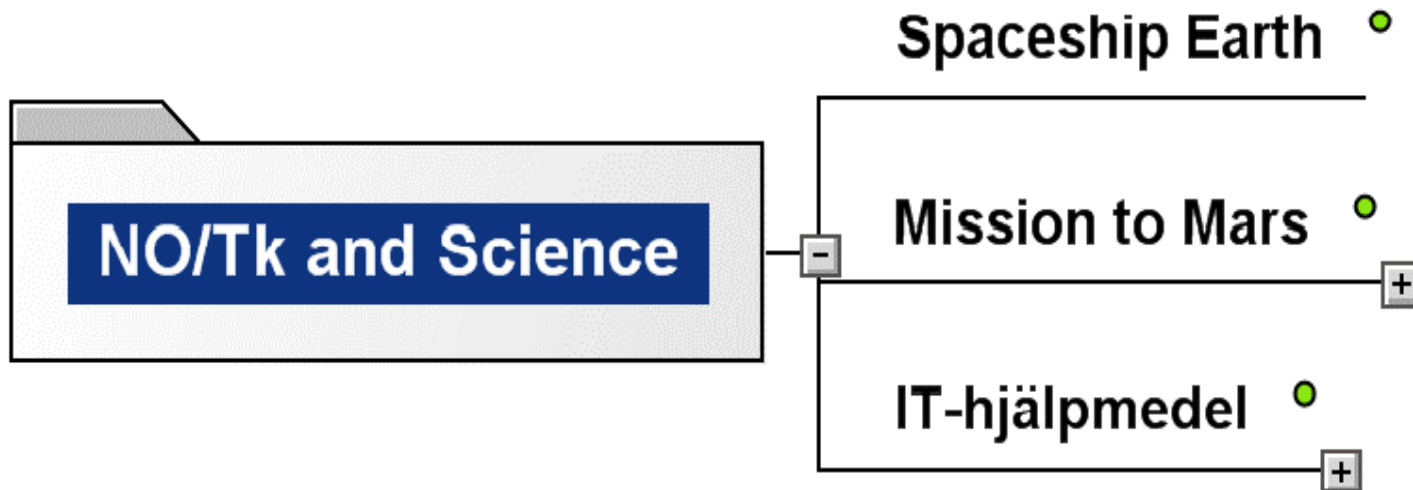 Spaceship Earth
NO/Tk and Science
Mission to Mars
IT-hjälpmedel